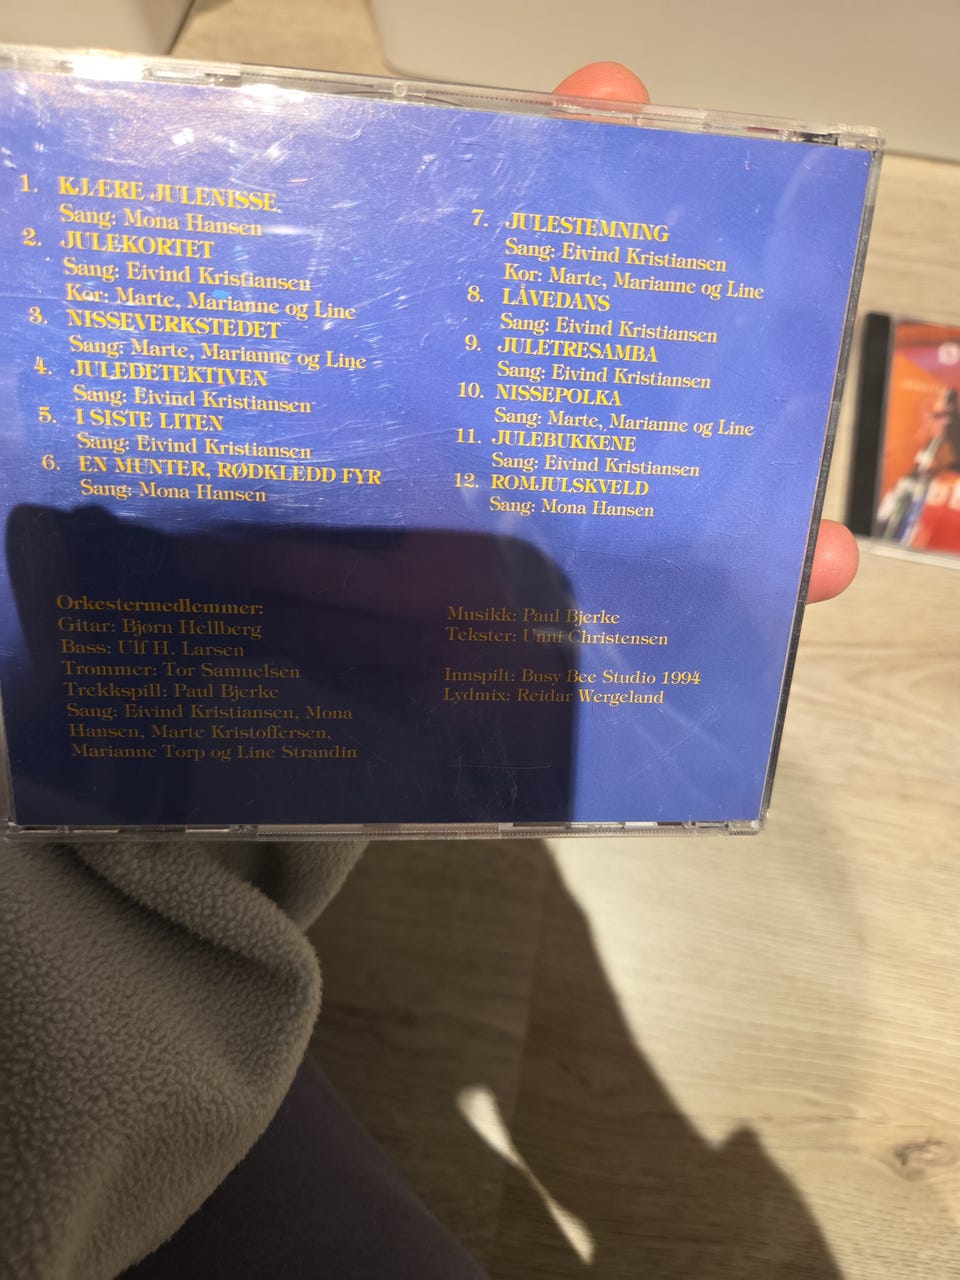 1. KJÆRE JULENISSE
Sang: Mona Hansen
2. JULEKORTET
Sang: Eivind Kristiansen
Kor: Marte, Marianne og Line
3. NISSEVERKSTEDET
Sang: Marte, Marianne og Line
4. JULEDETEKTIVEN
Sang: Eivind Kristiansen
5. I SISTE LITEN
Sang: Eivind Kristiansen
6. EN MUNTER, RØDKLEDD FYR
Sang: Mona Hansen
7. JULESTEMNING
Sang: Eivind Kristiansen
Kor: Marte, Marianne og Line
8. LÅVEDANS
Sang: Eivind Kristiansen
9. JULETRESAMBA
Sang: Eivind Kristiansen
10. NISSEPOLKA
Sang: Marte, Marianne og Line
11. JULEBUKKENE
Sang: Eivind Kristiansen
12. ROMJULSKVELD
Sang: Mona Hansen
Orkestermedlemmer:
Gitar: Bjørn Hellberg
Bass: Ulf H. Larsen
Trommer: Tor Samuelsen
Trekkspill: Paul Bjerke
Sang: Eivind Kristiansen, Mona
Hansen, Marte Kristoffersen,
Marianne Torp og Line Strandin
Musikk: Paul Bjerke
Tekster: Unni Christensen
Innspilt: Busy Bee Studio 1994
Lydmix: Reidar Wergeland